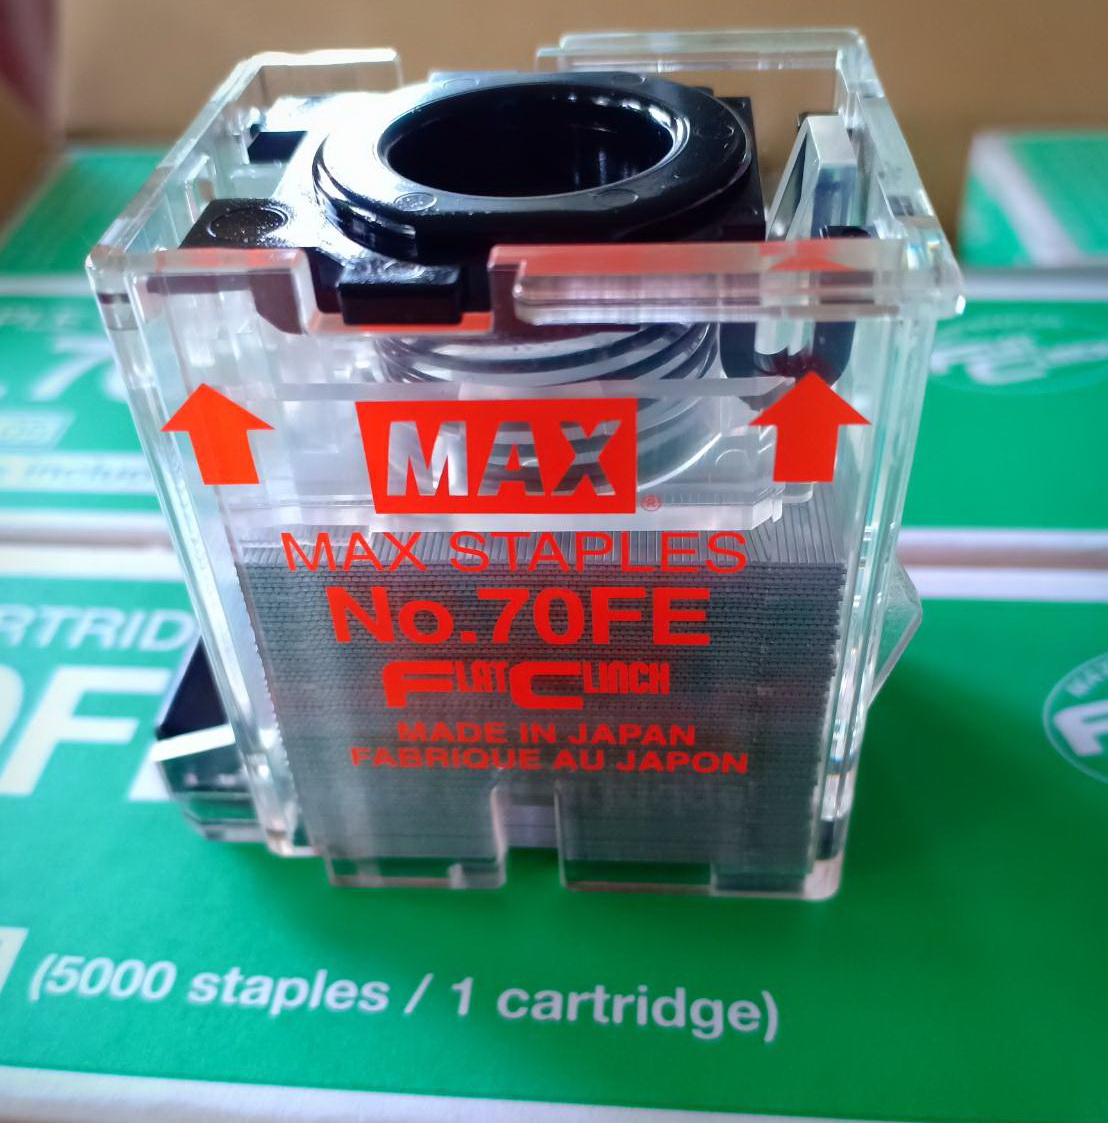 MAX
®
MAX STAPLES
No.70FE
FLAT CLINCH
MADE IN JAPAN
FABRIQUE AU JAPON
(5000 staples / 1 cartridge)